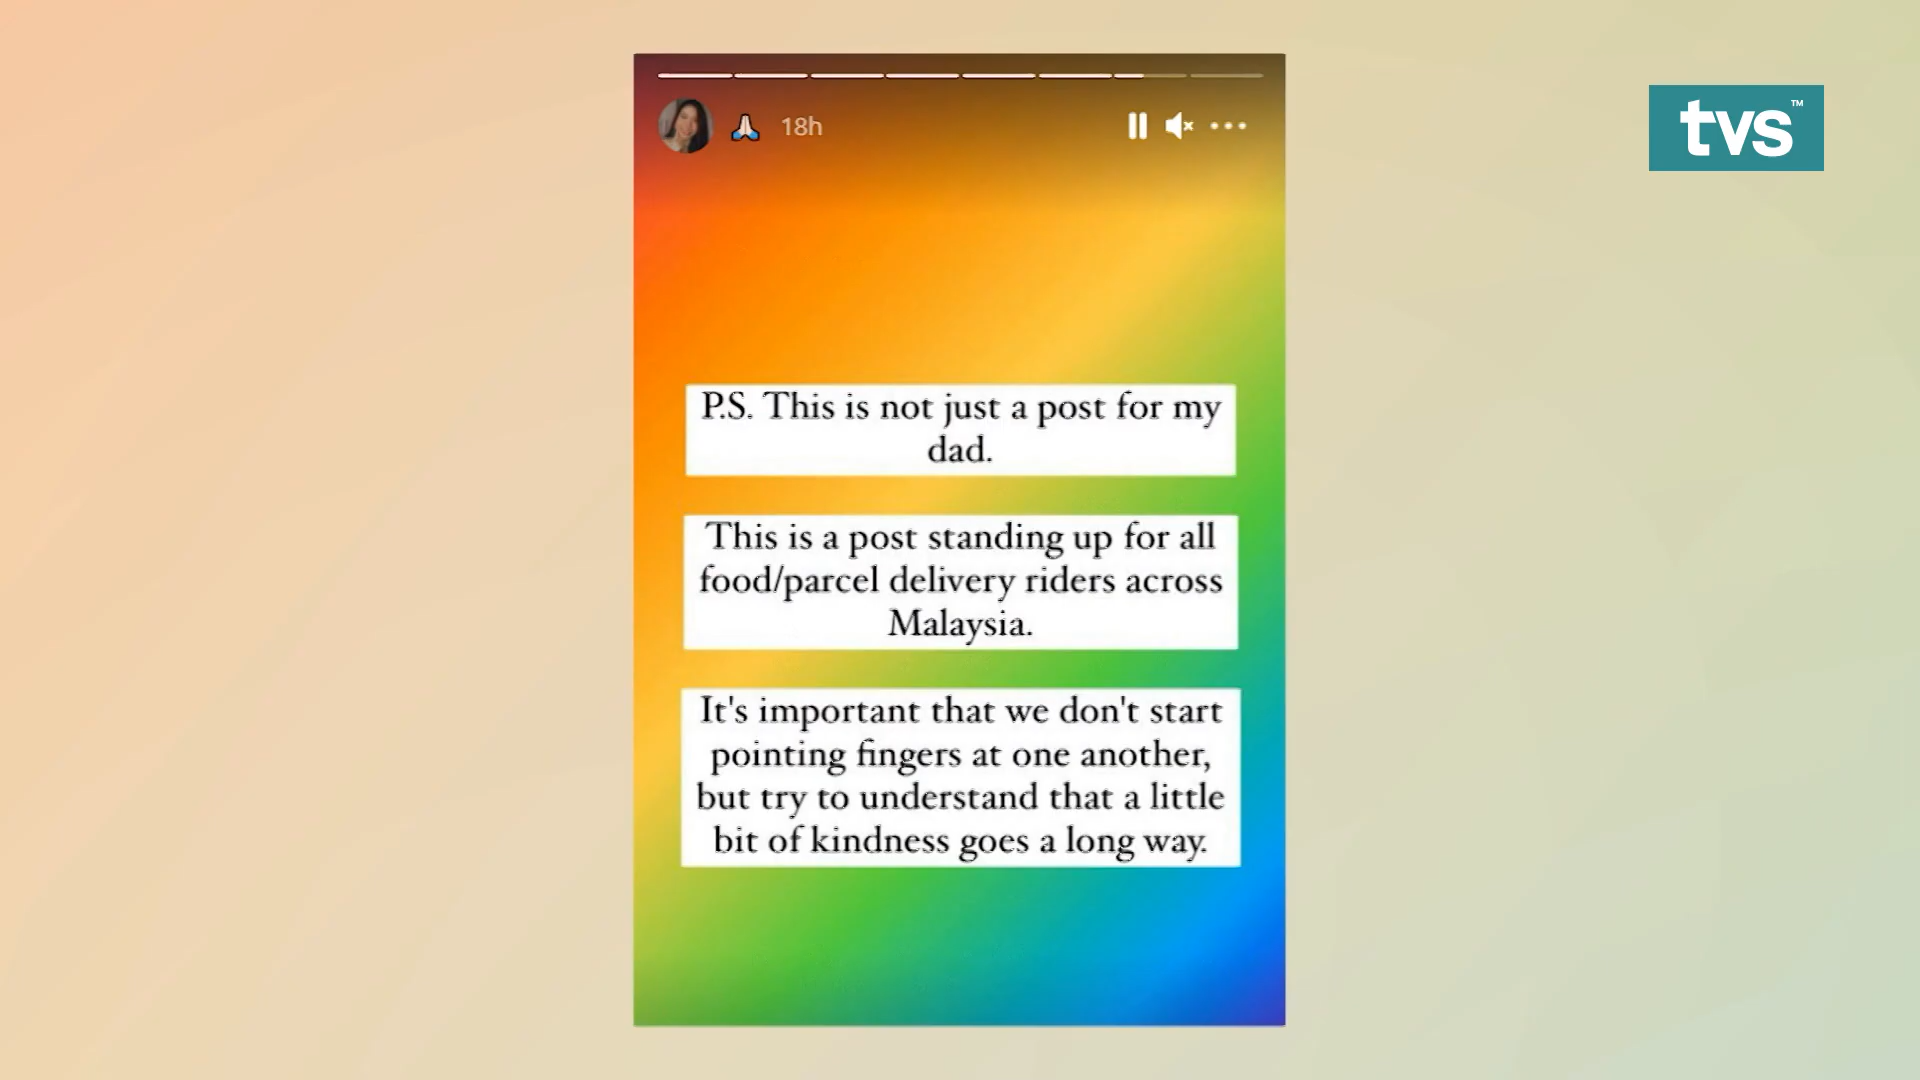 tvs™
18h
P.S. This is not just a post for my
dad.
This is a post standing up for all
food/parcel delivery riders across
Malaysia.
It's important that we don't start
pointing fingers at one another,
but try to understand that a little
bit of kindness goes a long way.